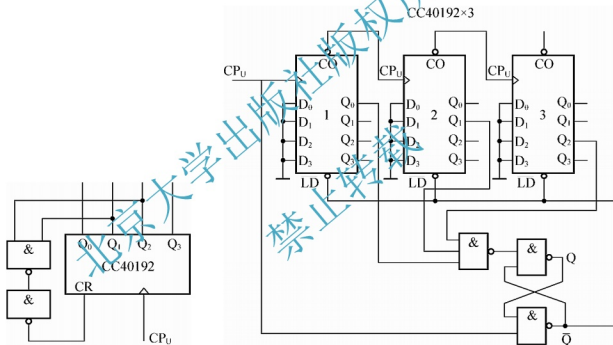 CC40192×3
CP_U
CO
CP_U
CO
CP_U
CO
D₀
D₁
D₂
D₃
1
Q₀
Q₁
Q₂
Q₃
D₀
D₁
D₂
D₃
2
Q₀
Q₁
Q₂
Q₃
D₀
D₁
D₂
D₃
3
Q₀
Q₁
Q₂
Q₃
LD
LD
LD
&
&
Q
&
Q̅
&
&
Q₀
Q₁
Q₂
Q₃
CC40192
CR
CP_U
北京大学出版社版权
禁止转载